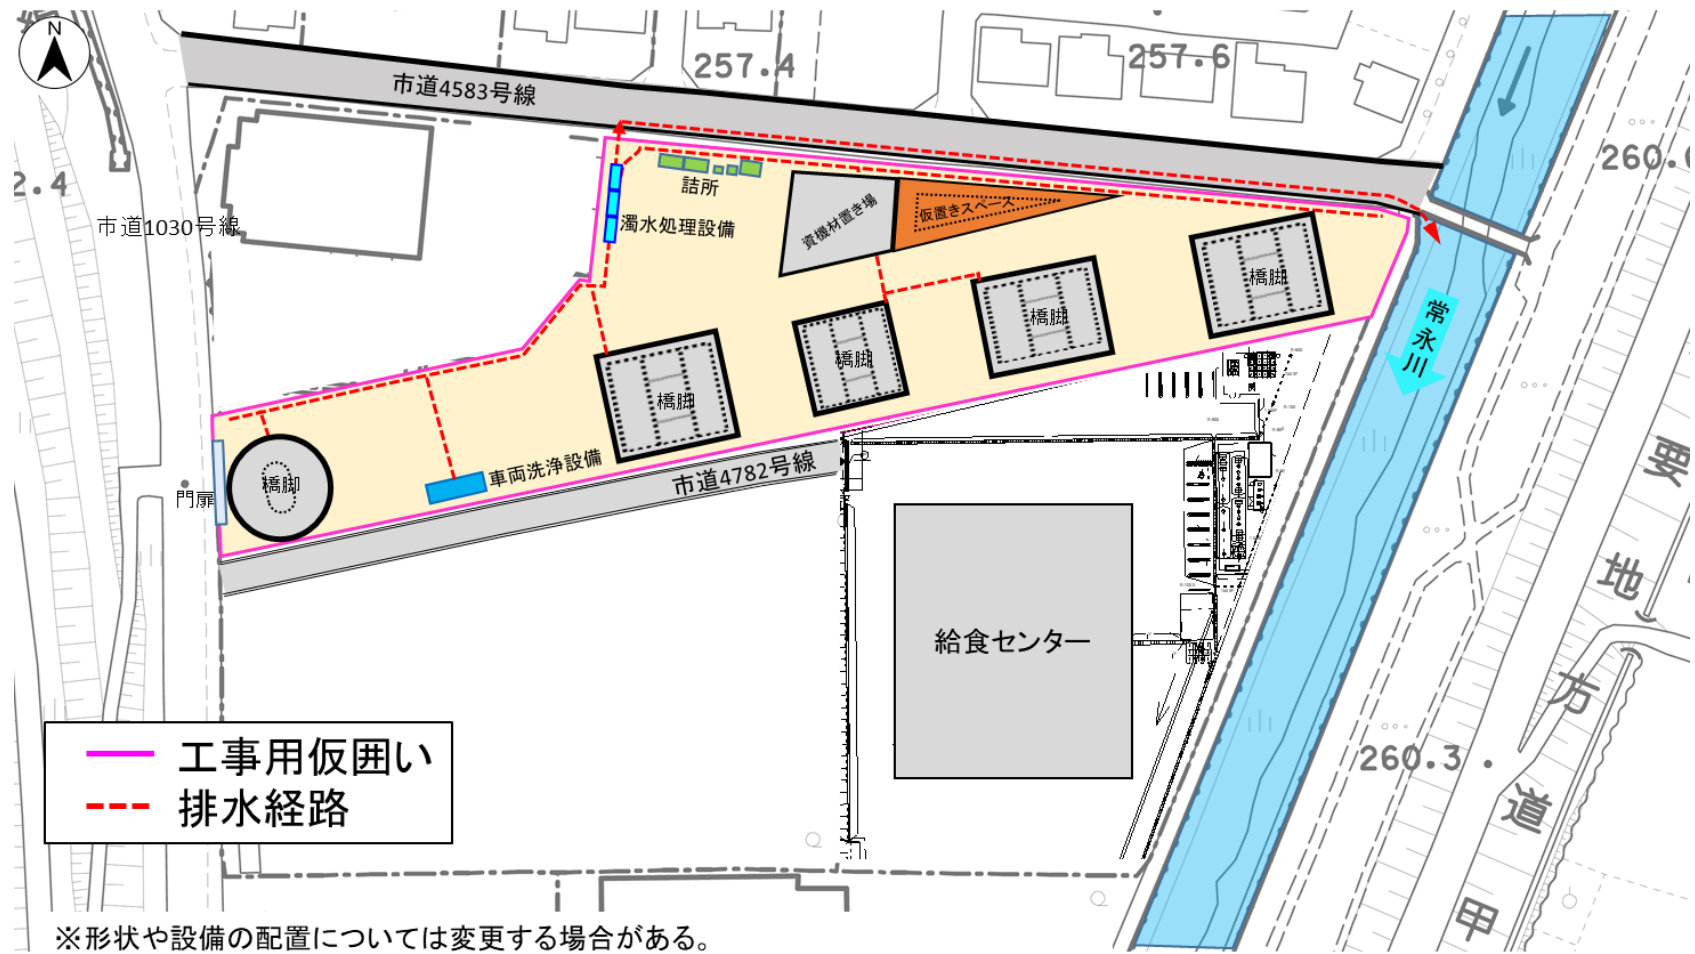 N
257.4
257.6
市道4583号線
260.
2.4
詰所
市道1030号線
濁水処理設備
資機材置き場
仮置きスペース
橋脚
橋脚
橋脚
橋脚
橋脚
常永川
車両洗浄設備
市道4782号線
門扉
要
地
方
道
甲
給食センター
260.3
工事用仮囲い
排水経路
※形状や設備の配置については変更する場合がある。